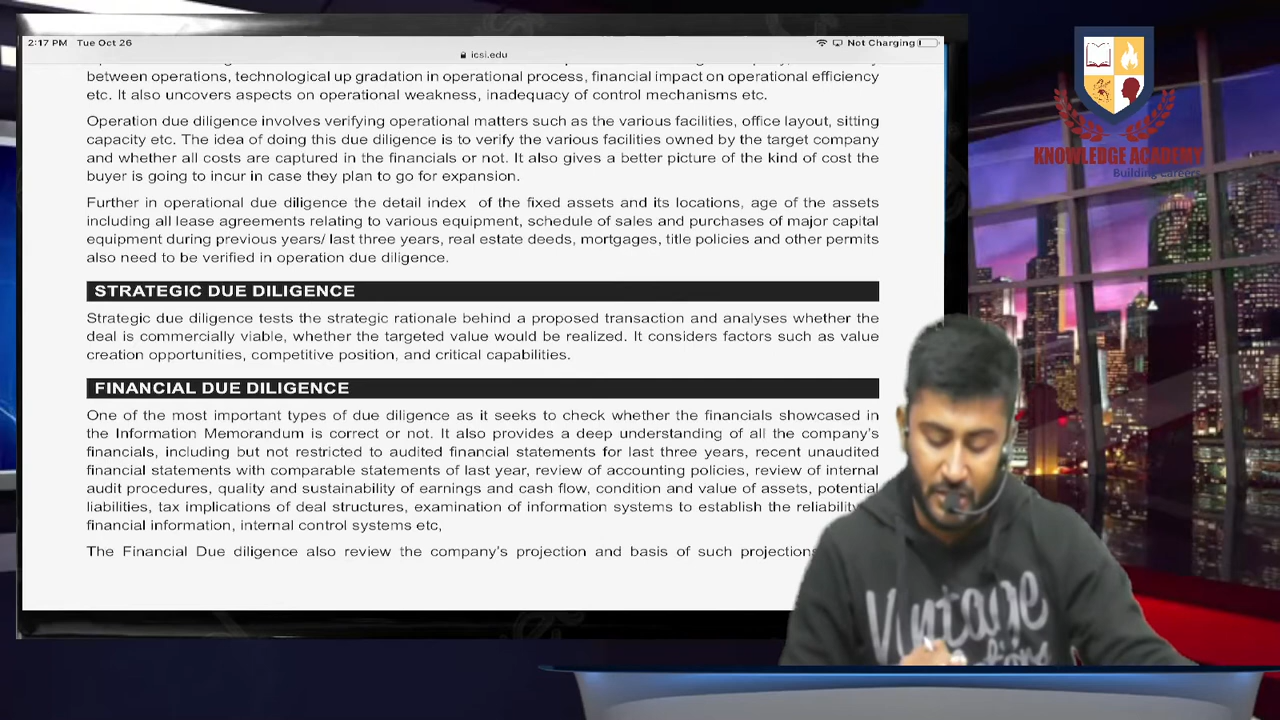 2:17 PM Tue Oct 26
Not Charging
icsi.edu
between operations, technological up gradation in operational process, financial impact on operational efficiency
etc. It also uncovers aspects on operational weakness, inadequacy of control mechanisms etc.
Operation due diligence involves verifying operational matters such as the various facilities, office layout, sitting
capacity etc. The idea of doing this due diligence is to verify the various facilities owned by the target company
and whether all costs are captured in the financials or not. It also gives a better picture of the kind of cost the
buyer is going to incur in case they plan to go for expansion.
Further in operational due diligence the detail index of the fixed assets and its locations, age of the assets
including all lease agreements relating to various equipment, schedule of sales and purchases of major capital
equipment during previous years/ last three years, real estate deeds, mortgages, title policies and other permits
also need to be verified in operation due diligence.
STRATEGIC DUE DILIGENCE
Strategic due diligence tests the strategic rationale behind a proposed transaction and analyses whether the
deal is commercially viable, whether the targeted value would be realized. It considers factors such as value
creation opportunities, competitive position, and critical capabilities.
FINANCIAL DUE DILIGENCE
One of the most important types of due diligence as it seeks to check whether the financials showcased in
the Information Memorandum is correct or not. It also provides a deep understanding of all the company's
financials, including but not restricted to audited financial statements for last three years, recent unaudited
financial statements with comparable statements of last year, review of accounting policies, review of internal
audit procedures, quality and sustainability of earnings and cash flow, condition and value of assets, potential
liabilities, tax implications of deal structures, examination of information systems to establish the reliability
financial information, internal control systems etc,
The Financial Due diligence also review the company's projection and basis of such projections
KNOWLEDGE ACADEMY
Building Careers
Vintage